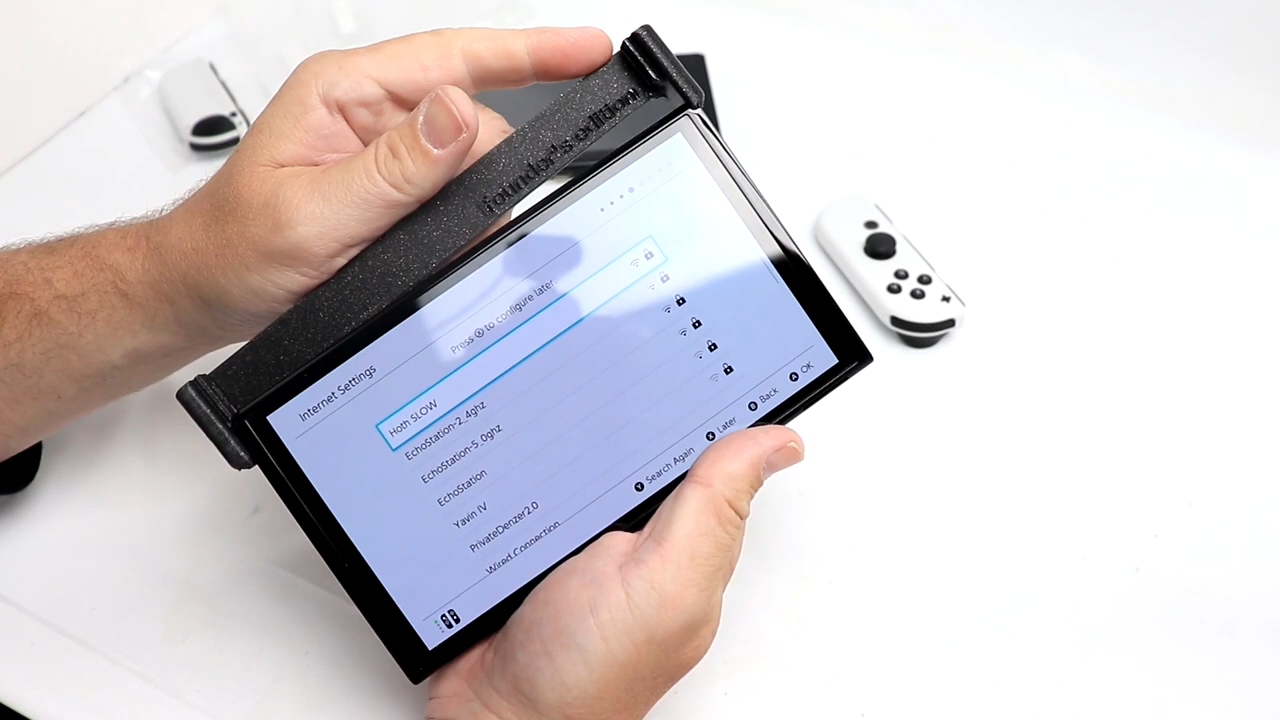 founder's edition
Internet Settings
Press Ⓧ to configure later.
Hoth SLOW
EchoStation-2_4ghz
EchoStation-5_0ghz
EchoStation
Yavin IV
PrivateDenzer2.0
Wired Connection
Ⓨ Search Again Ⓧ Later Ⓑ Back Ⓐ OK